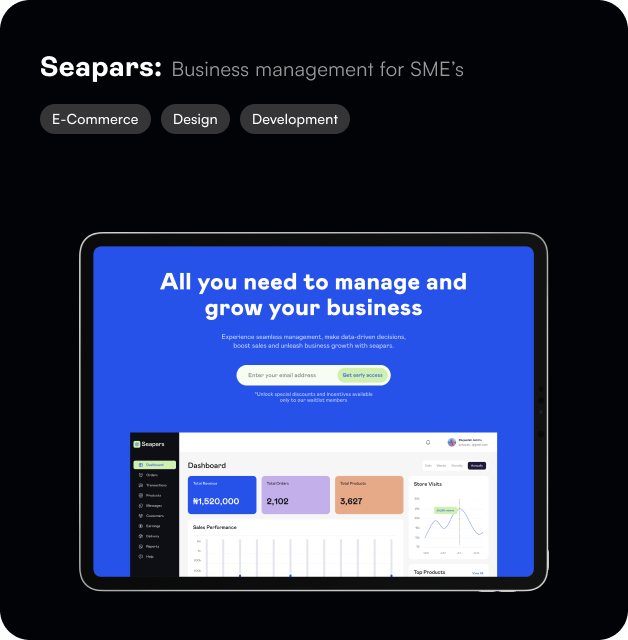 Seapars: Business management for SME's
E-Commerce Design Development
All you need to manage and
grow your business
Experience seamless management, make data-driven decisions,
boost sales and unleash business growth with seapars.
Enter your email address Get early access
*Unlock special discounts and incentives available
only to our waitlist members
Seapars
Dashboard
Orders
Transactions
Products
Messages
Customers
Earnings
Delivery
Reports
Help
Dashboard
Total Revenue
₦1,520,000
Total Orders
2,102
Total Products
3,627
Sales Performance
Annually
Store Visits
Top Products View All